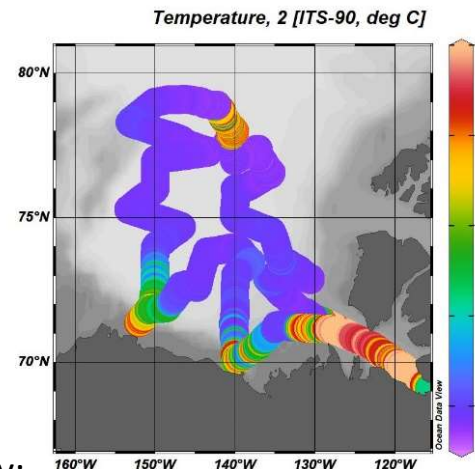 Temperature, 2 [ITS-90, deg C]
80°N
75°N
70°N
160°W 150°W 140°W 130°W 120°W
Ocean Data View